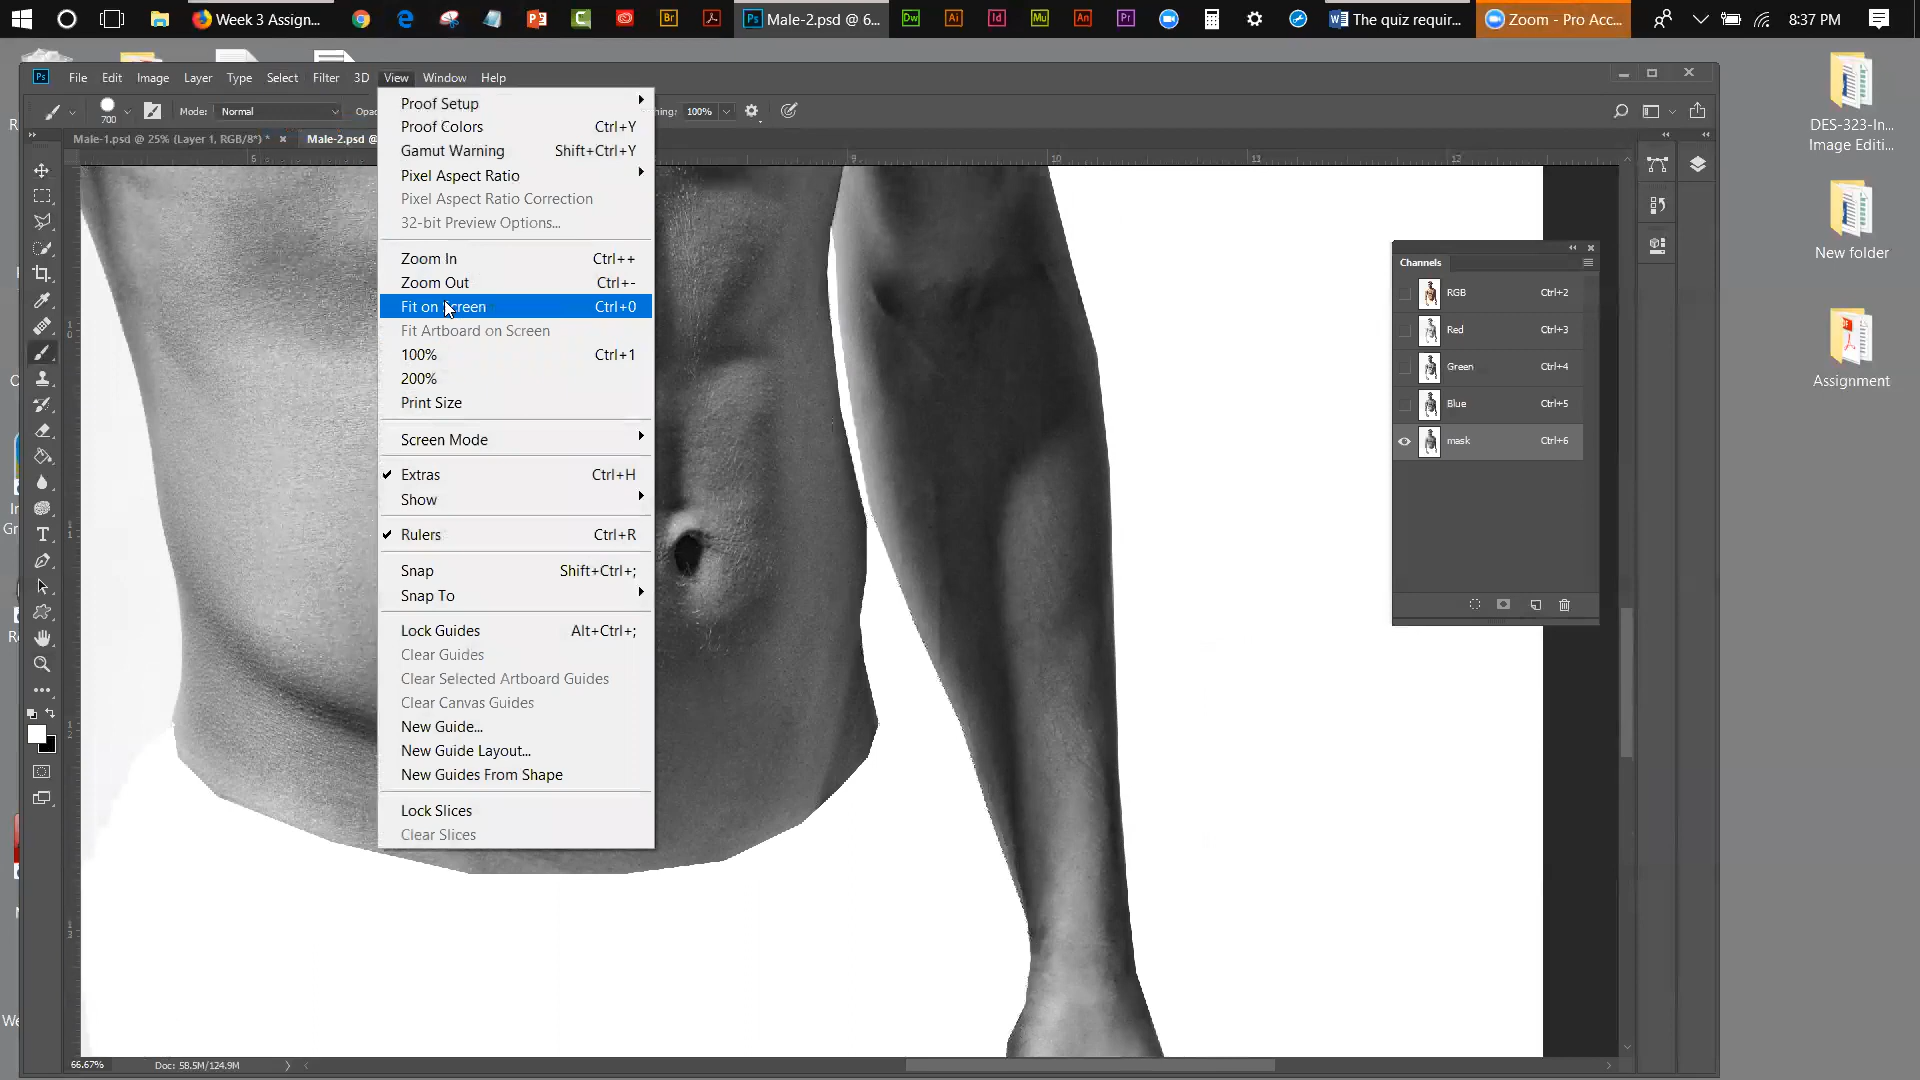 Week 3 Assign...
Male-2.psd @ 6...
The quiz requir...
Zoom - Pro Acc...
8:37 PM
Ps
File Edit Image Layer Type Select Filter 3D View Window Help
700
Mode: Normal
Opac
100%
Male-1.psd @ 25% (Layer 1, RGB/8*) *
Male-2.psd @
5 9 10 11 12
Proof Setup
Proof Colors Ctrl+Y
Gamut Warning Shift+Ctrl+Y
Pixel Aspect Ratio
Pixel Aspect Ratio Correction
32-bit Preview Options...
Zoom In Ctrl++
Zoom Out Ctrl+-
Fit on Screen Ctrl+0
Fit Artboard on Screen
100% Ctrl+1
200%
Print Size
Screen Mode
Extras Ctrl+H
Show
Rulers Ctrl+R
Snap Shift+Ctrl+;
Snap To
Lock Guides Alt+Ctrl+;
Clear Guides
Clear Selected Artboard Guides
Clear Canvas Guides
New Guide...
New Guide Layout...
New Guides From Shape
Lock Slices
Clear Slices
Channels
RGB Ctrl+2
Red Ctrl+3
Green Ctrl+4
Blue Ctrl+5
mask Ctrl+6
DES-323-In...
Image Editi...
New folder
Assignment
66.67% Doc: 58.5M/124.9M